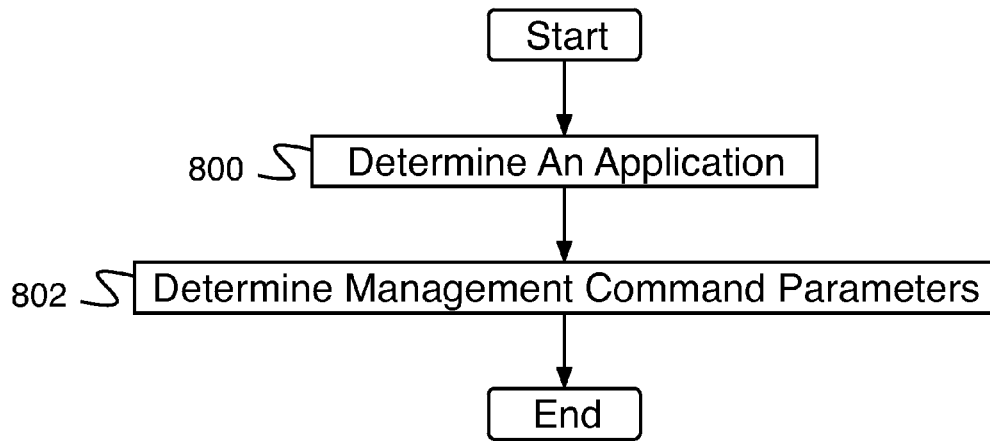 Start
800
Determine An Application
802
Determine Management Command Parameters
End